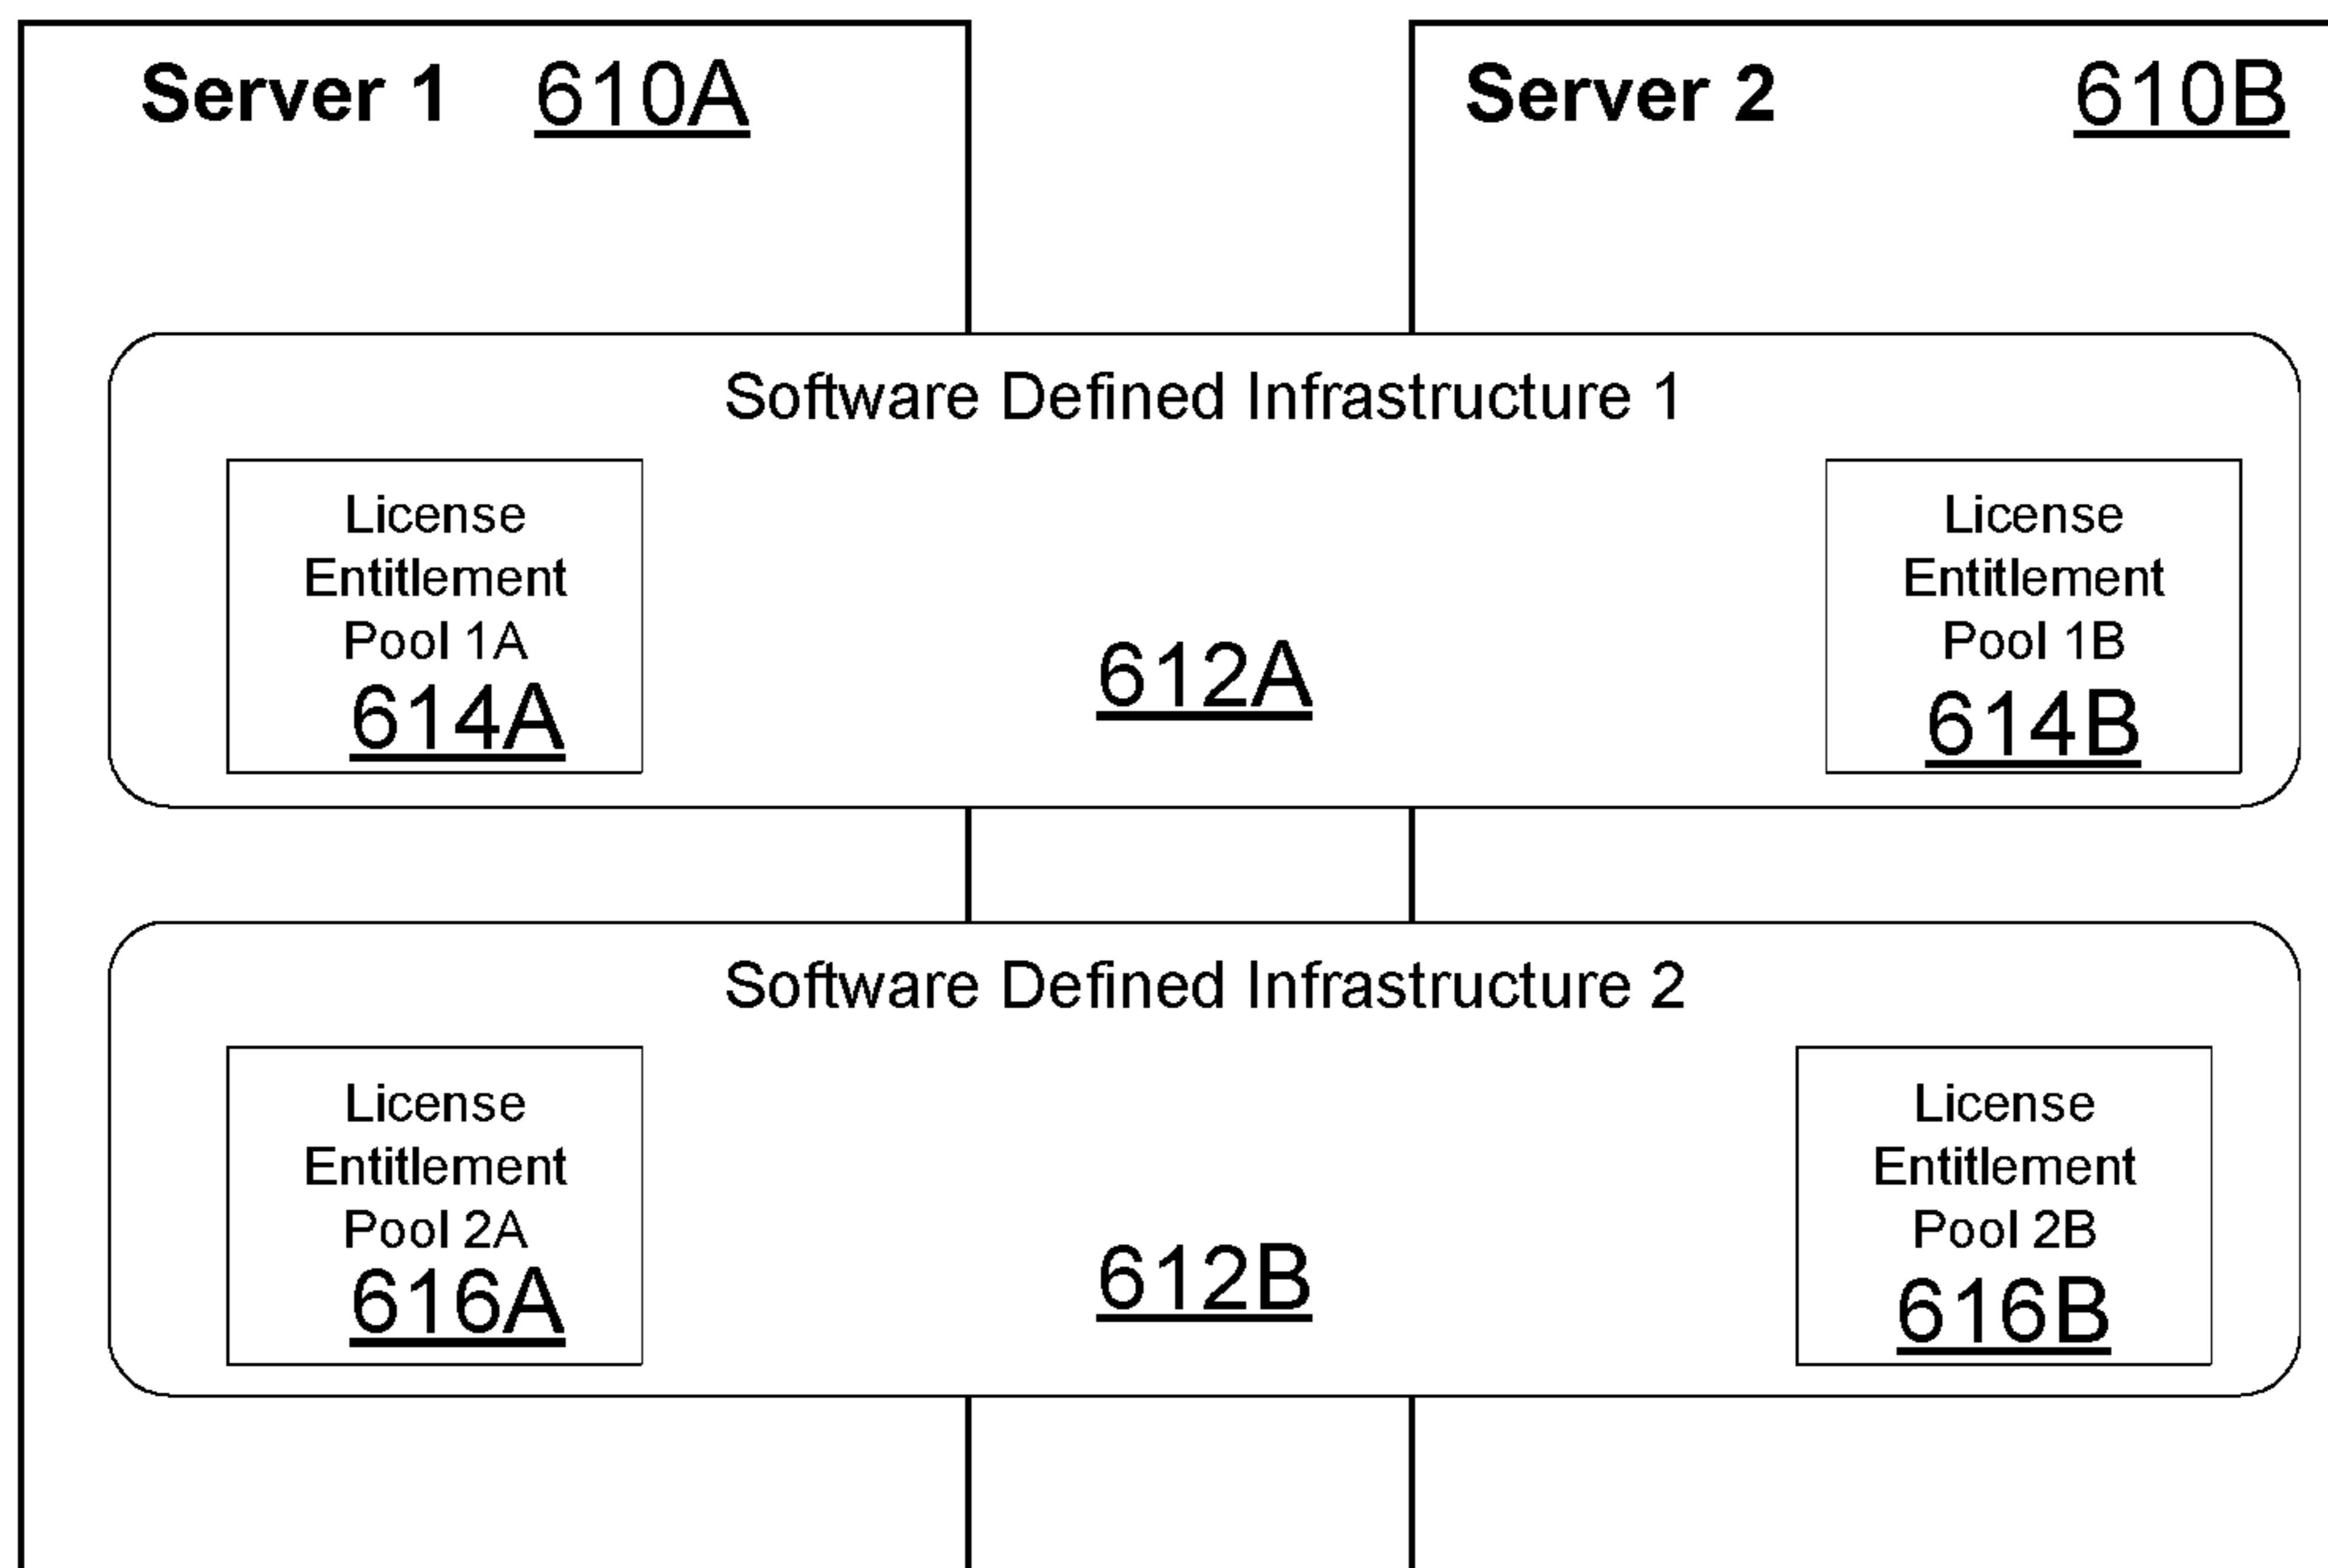 Server 1 610A
Server 2 610B
Software Defined Infrastructure 1
License
Entitlement
Pool 1A
614A
612A
License
Entitlement
Pool 1B
614B
Software Defined Infrastructure 2
License
Entitlement
Pool 2A
616A
612B
License
Entitlement
Pool 2B
616B